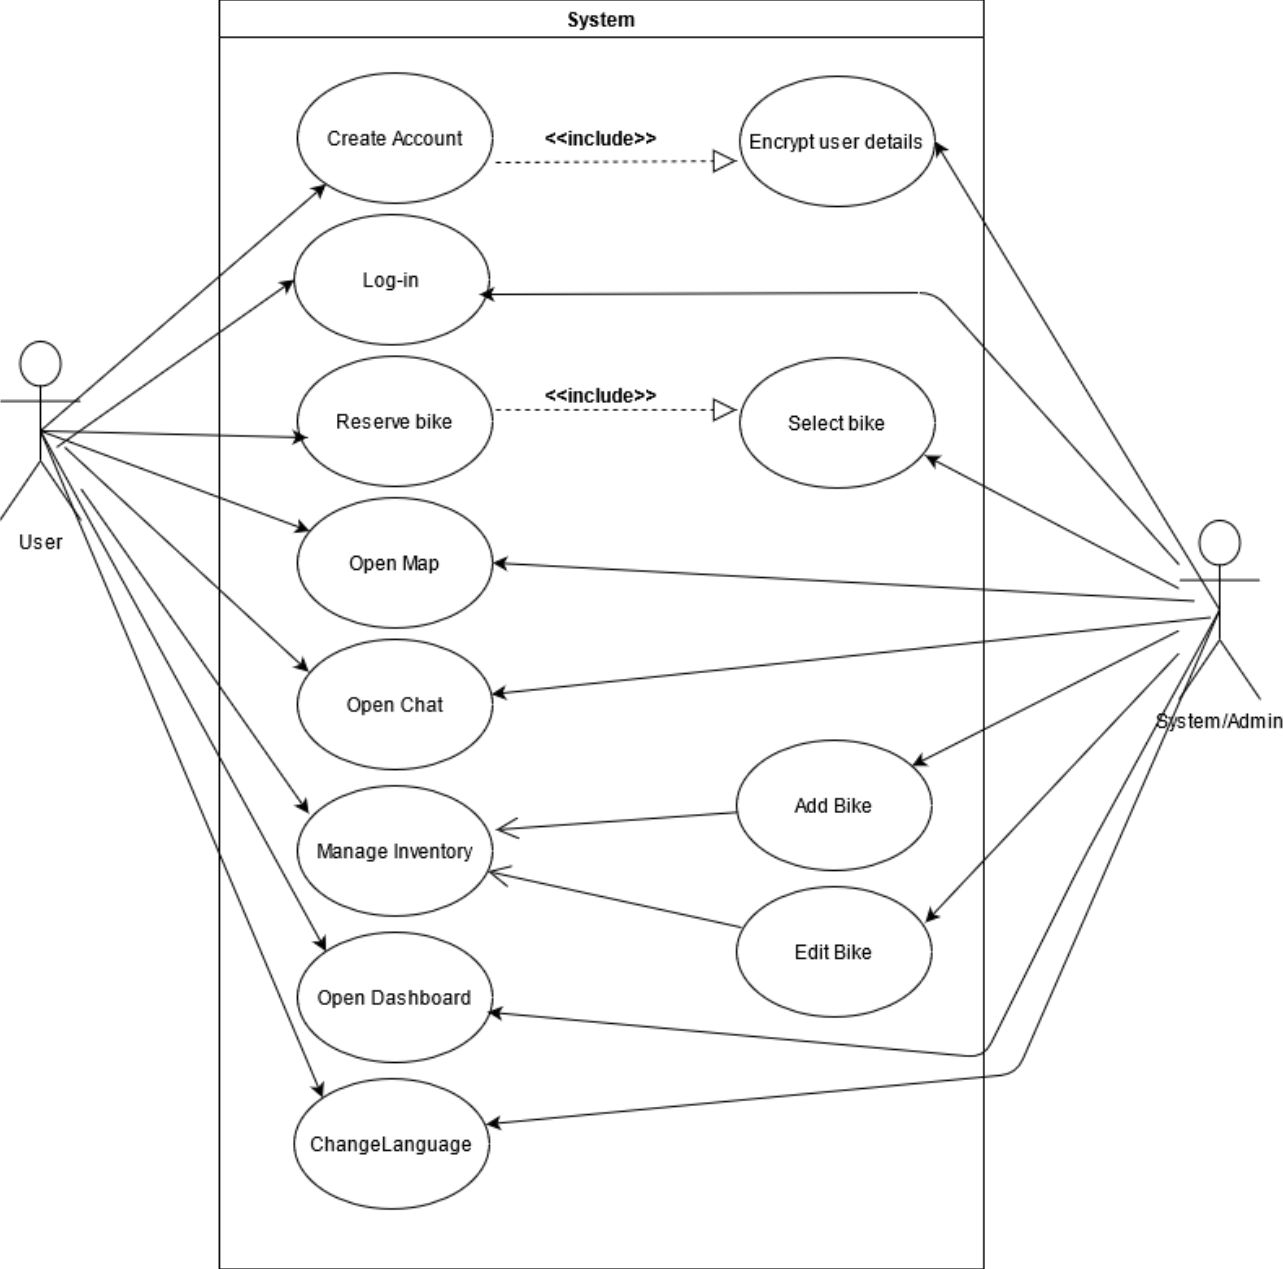 System
Create Account
<<include>>
Encrypt user details
Log-in
Reserve bike
<<include>>
Select bike
User
Open Map
Open Chat
System/Admin
Add Bike
Manage Inventory
Edit Bike
Open Dashboard
ChangeLanguage